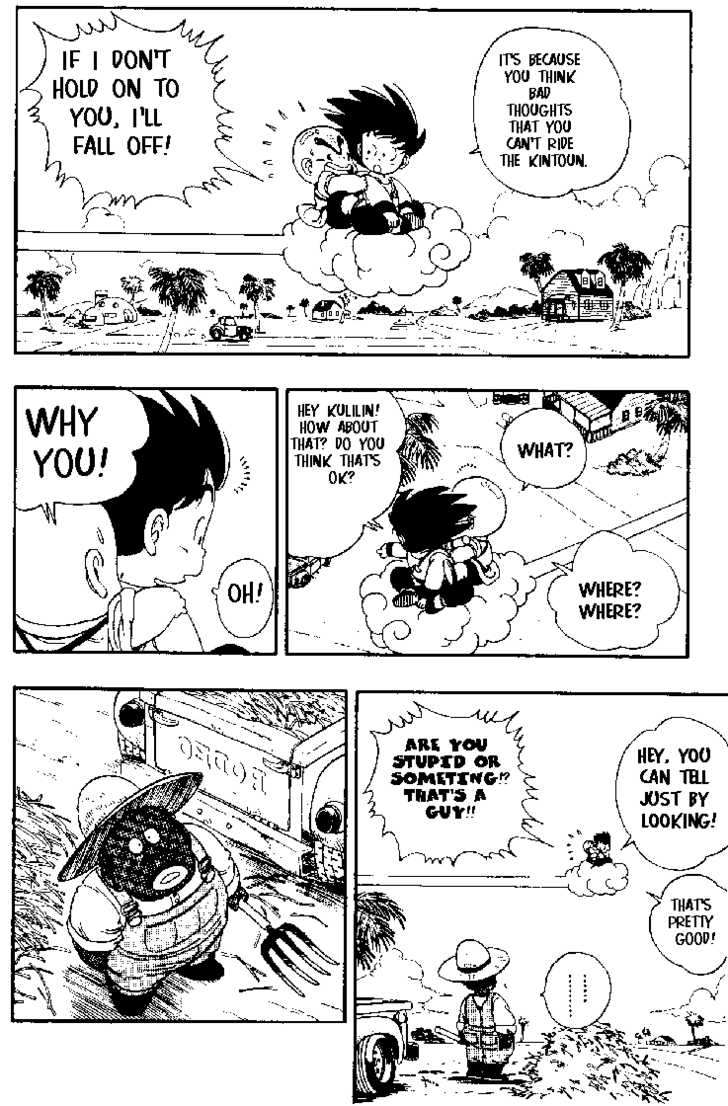 IF I DON'T
HOLD ON TO
YOU, I'LL
FALL OFF!
IT'S BECAUSE
YOU THINK
BAD
THOUGHTS
THAT YOU
CAN'T RIDE
THE KINTOUN.
WHY
YOU!
OH!
HEY KULILIN!
HOW ABOUT
THAT? DO YOU
THINK THAT'S
OK?
WHAT?
WHERE?
WHERE?
ARE YOU
STUPID OR
SOMETING!?
THAT'S A
GUY!!
HEY, YOU
CAN TELL
JUST BY
LOOKING!
THAT'S
PRETTY
GOOD!